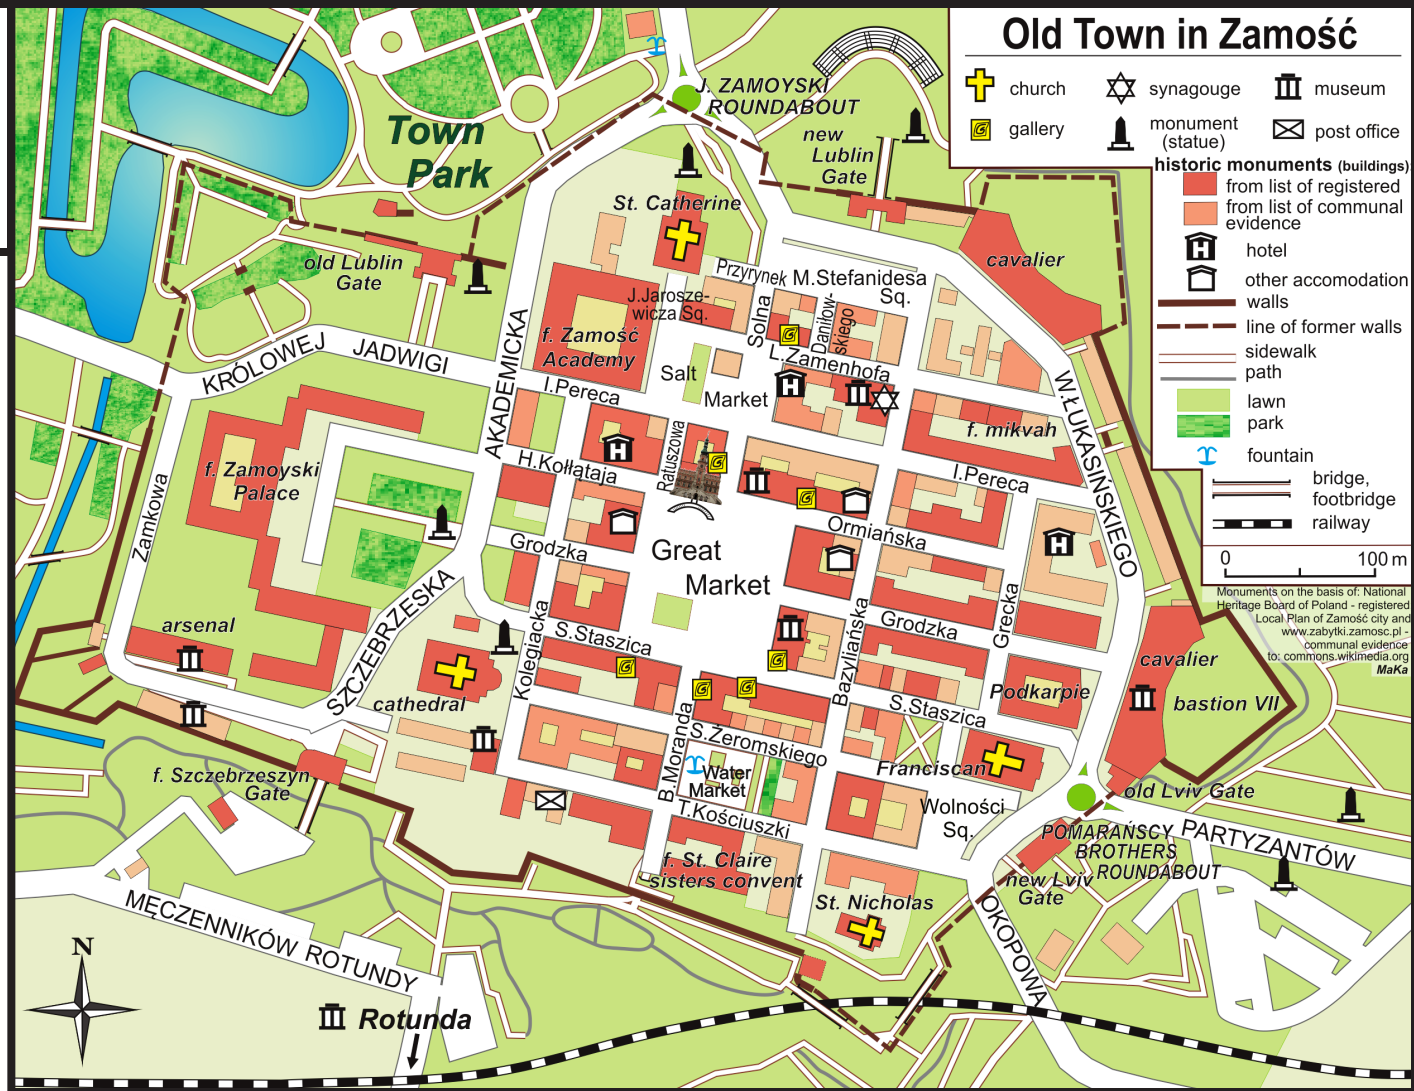 Old Town in Zamość
church
synagouge
museum
gallery
monument
(statue)
post office
historic monuments (buildings)
from list of registered
from list of communal
evidence
hotel
other accomodation
walls
line of former walls
sidewalk
path
lawn
park
fountain
bridge,
footbridge
railway
0
100 m
Monuments on the basis of: National
Heritage Board of Poland - registered
Local Plan of Zamość city and
www.zabytki.zamosc.pl -
communal evidence
to: commons.wikimedia.org
MaKa
J. ZAMOYSKI
ROUNDABOUT
Town
Park
new
Lublin
Gate
St. Catherine
old Lublin
Gate
cavalier
Przyrynek
M.Stefanidesa
Sq.
J.Jarosze-
wicza Sq.
Solna
Daniłow-
skiego
f. Zamość
Academy
L.Zamenhofa
KRÓLOWEJ JADWIGI
AKADEMICKA
Salt
Market
I.Pereca
W.ŁUKASIŃSKIEGO
f. mikvah
Ratuszowa
H.Kołłątaja
I.Pereca
f. Zamoyski
Palace
Zamkowa
Ormiańska
Grodzka
Great
Market
SZCZEBRZESKA
Grecka
Kolegiacka
Bazyliańska
Grodzka
arsenal
S.Staszica
cavalier
Podkarpie
bastion VII
cathedral
S.Staszica
B.Moranda
S.Żeromskiego
Franciscan
Water
Market
f. Szczebrzeszyn
Gate
old Lviv Gate
T.Kościuszki
Wolności
Sq.
POMARAŃSCY
BROTHERS
ROUNDABOUT
PARTYZANTÓW
f. St. Claire
sisters convent
new Lviv
Gate
St. Nicholas
MĘCZENNIKÓW ROTUNDY
OKOPOWA
N
Rotunda